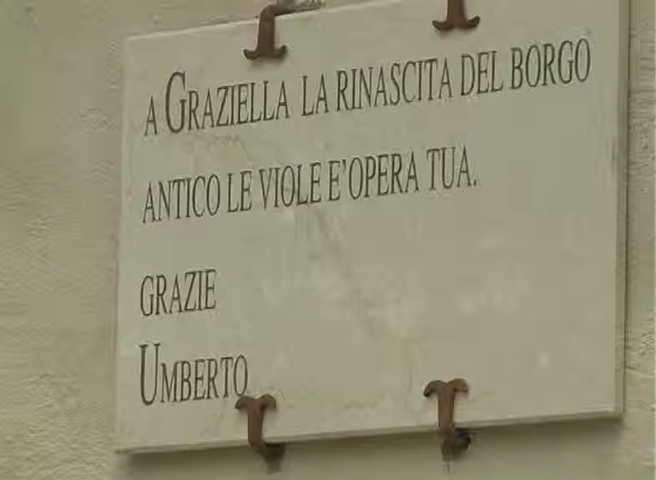 A GRAZIELLA LA RINASCITA DEL BORGO
ANTICO LE VIOLE E'OPERA TUA.
GRAZIE
UMBERTO